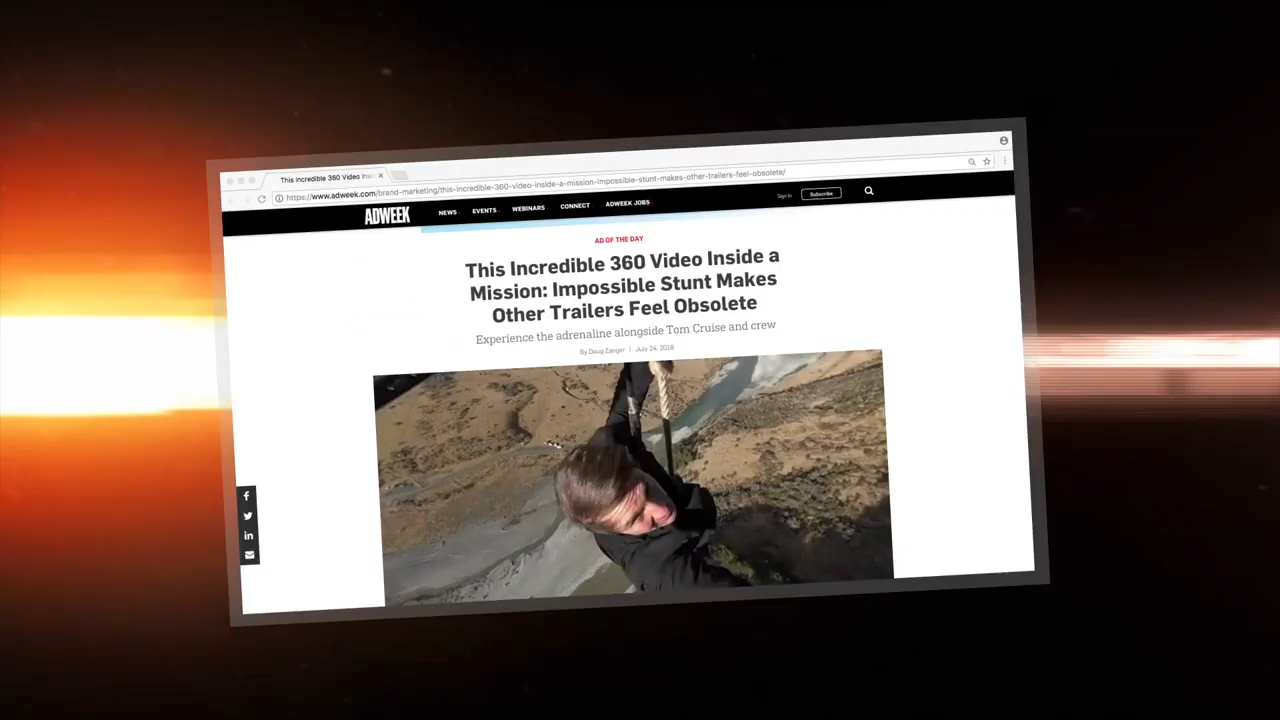 This Incredible 360 Video Insi
https://www.adweek.com/brand-marketing/this-incredible-360-video-inside-a-mission-impossible-stunt-makes-other-trailers-feel-obsolete/
ADWEEK NEWS EVENTS WEBINARS CONNECT ADWEEK JOBS Sign In Subscribe
AD OF THE DAY
This Incredible 360 Video Inside a
Mission: Impossible Stunt Makes
Other Trailers Feel Obsolete
Experience the adrenaline alongside Tom Cruise and crew
By Doug Zanger | July 24, 2018